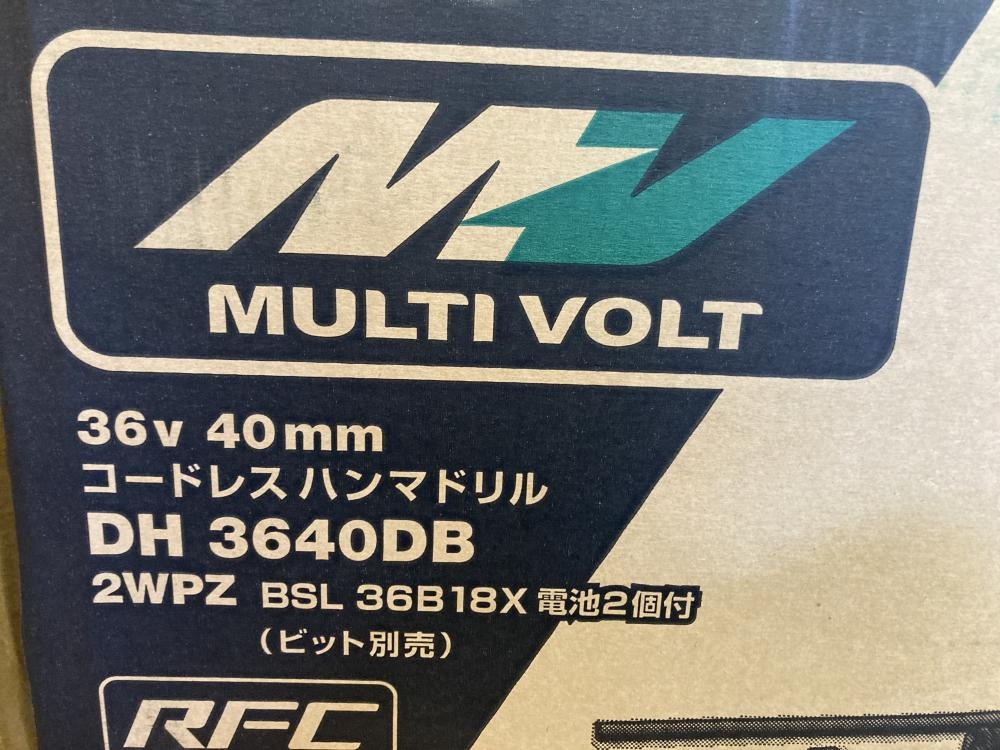 MV
MULTI VOLT
36v 40mm
コードレス ハンマドリル
DH 3640DB
2WPZ BSL 36B18X 電池2個付
(ビット別売)
RFC